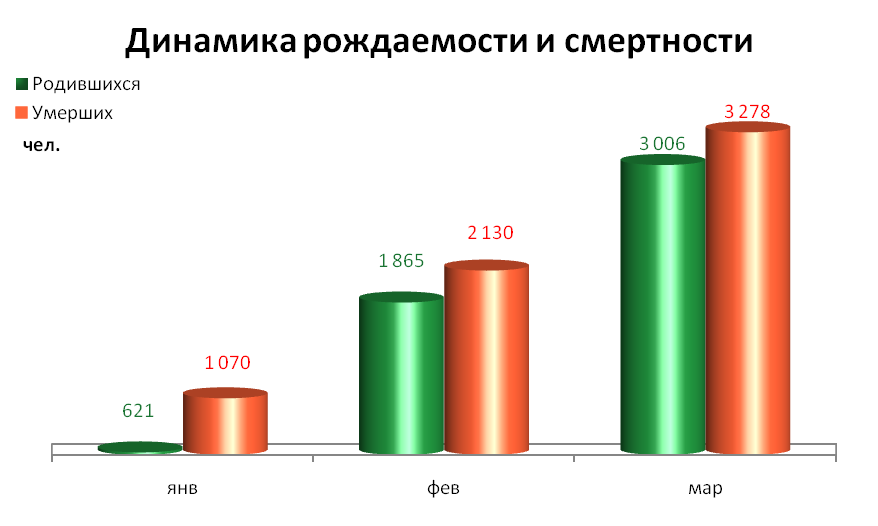 Динамика рождаемости и смертности
Родившихся
Умерших
чел.
3 278
3 006
2 130
1 865
1 070
621
янв фев мар